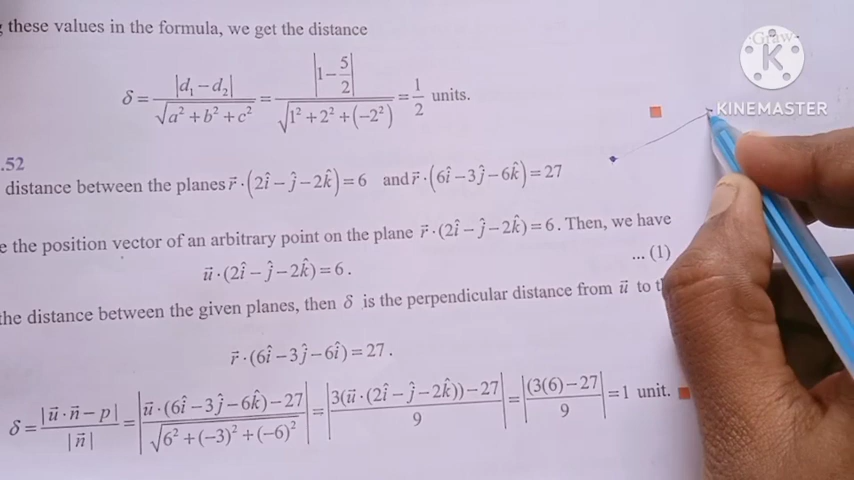 these values in the formula, we get the distance
δ = |d₁ − d₂| / √(a² + b² + c²) = |1 − 5/2| / √(1² + 2² + (−2²)) = 1/2 units.
.52
distance between the planes r⃗ · (2î − ĵ − 2k̂) = 6 and r⃗ · (6î − 3ĵ − 6k̂) = 27
e the position vector of an arbitrary point on the plane r⃗ · (2î − ĵ − 2k̂) = 6. Then, we have
u⃗ · (2î − ĵ − 2k̂) = 6. ... (1)
the distance between the given planes, then δ is the perpendicular distance from u⃗ to
r⃗ · (6î − 3ĵ − 6î) = 27.
δ = |u⃗ · n⃗ − p| / |n⃗| = |(u⃗ · (6î − 3ĵ − 6k̂) − 27) / √(6² + (−3)² + (−6)²)| = |(3(u⃗ · (2î − ĵ − 2k̂)) − 27) / 9| = |((3(6) − 27) / 9| = 1 unit.
K
KINEMASTER